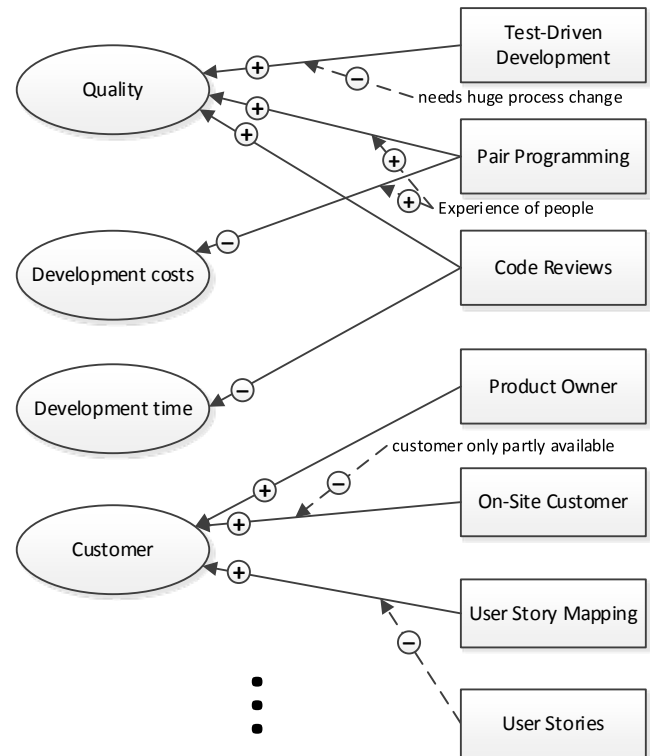 Test-Driven
Development
Quality
+
−
needs huge process change
+
+
Pair Programming
+
+
Experience of people
−
Development costs
Code Reviews
Product Owner
−
Development time
customer only partly available
−
+
On-Site Customer
+
Customer
+
User Story Mapping
−
User Stories